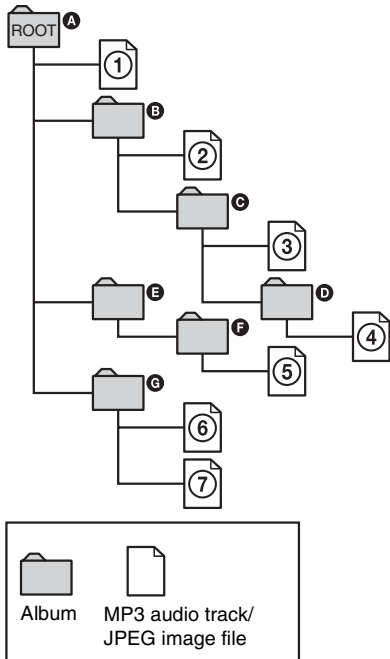 ROOT A
1
B
2
C
3
E D
4
F
5
G
6
7
Album MP3 audio track/
JPEG image file